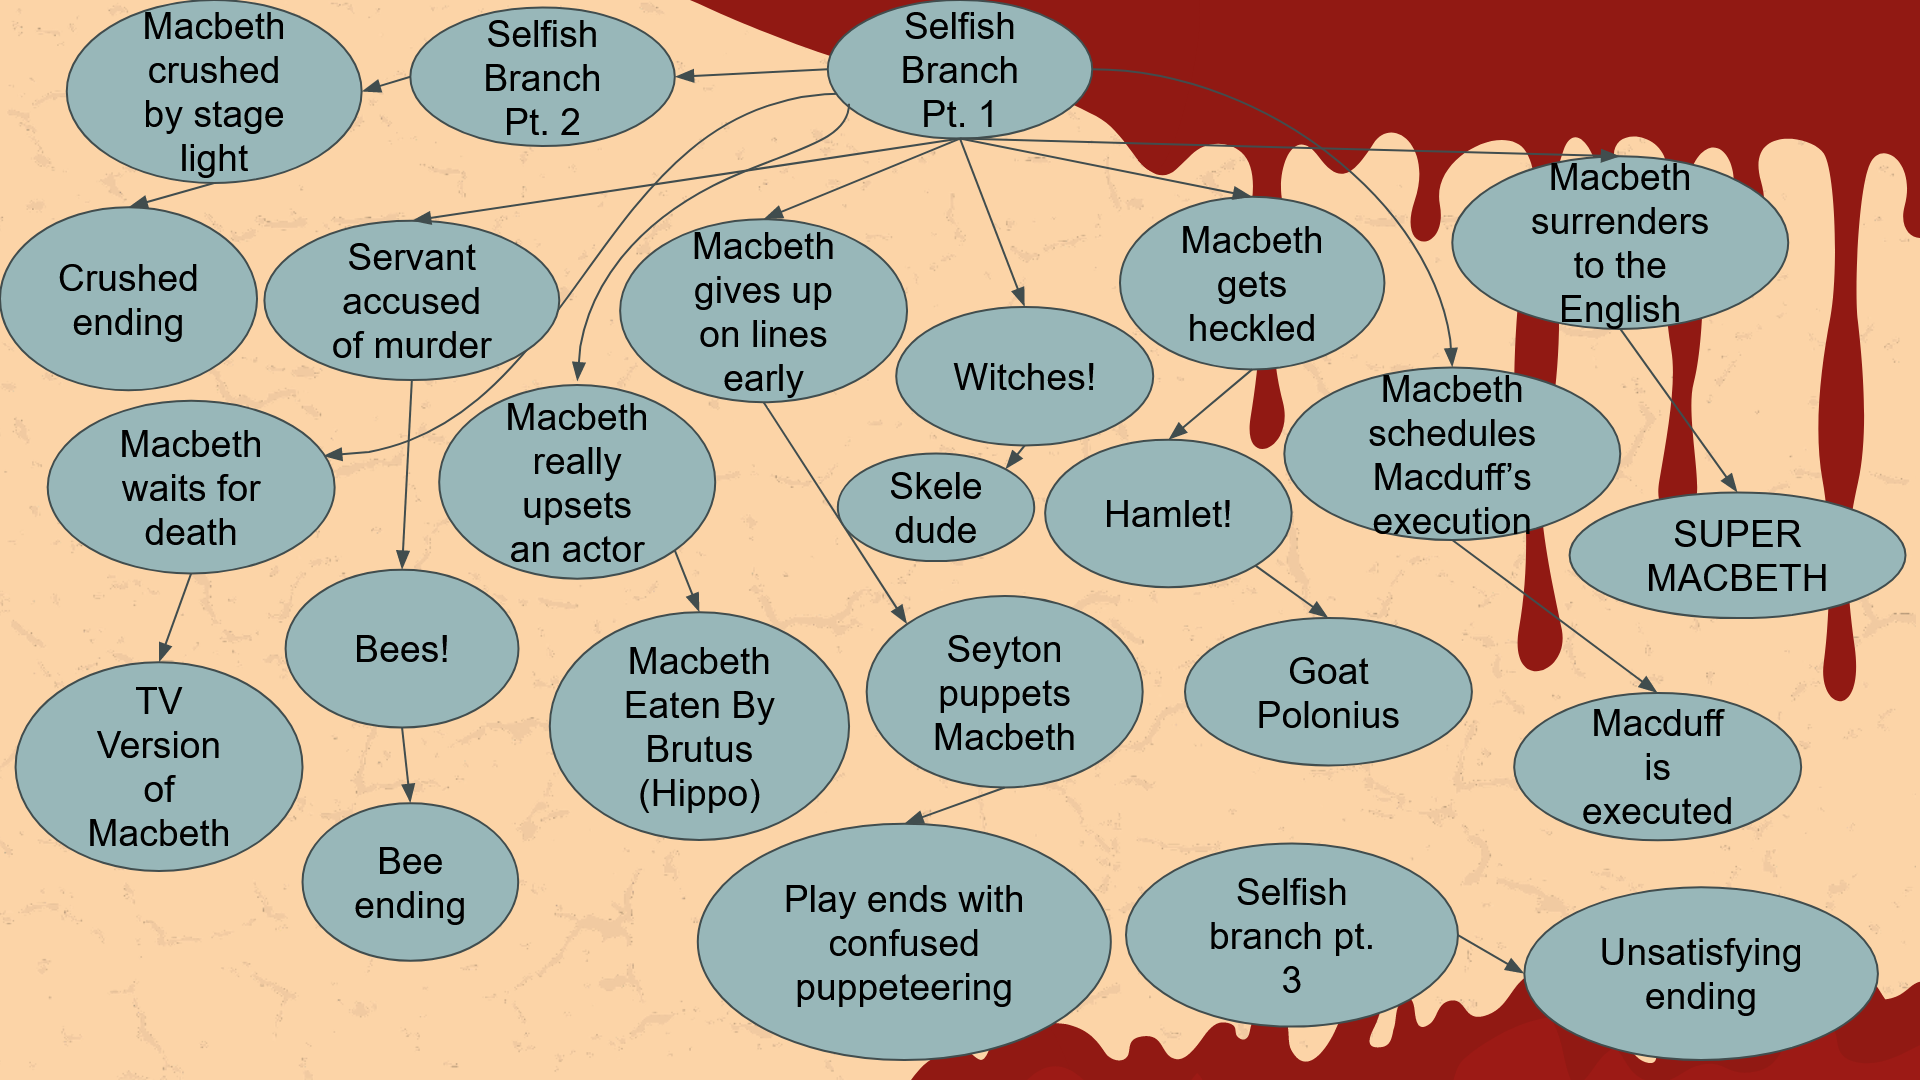 Macbeth
crushed
by stage
light
Selfish
Branch
Pt. 2
Selfish
Branch
Pt. 1
Crushed
ending
Servant
accused
of murder
Macbeth
gives up
on lines
early
Witches!
Macbeth
gets
heckled
Macbeth
surrenders
to the
English
Macbeth
waits for
death
Macbeth
really
upsets
an actor
Skele
dude
Hamlet!
Macbeth
schedules
Macduff’s
execution
SUPER
MACBETH
TV
Version
of
Macbeth
Bees!
Macbeth
Eaten By
Brutus
(Hippo)
Seyton
puppets
Macbeth
Goat
Polonius
Macduff
is
executed
Bee
ending
Play ends with
confused
puppeteering
Selfish
branch pt.
3
Unsatisfying
ending